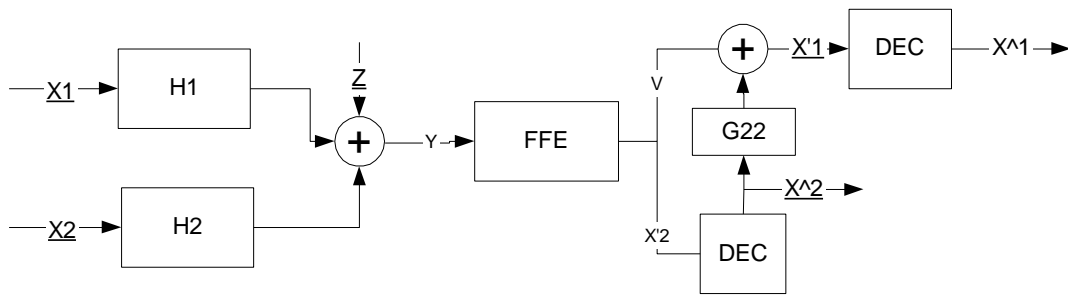 X1
H1
Z
+
Y
FFE
V
+
X'1
DEC
X^1
G22
X^2
X2
H2
X'2
DEC